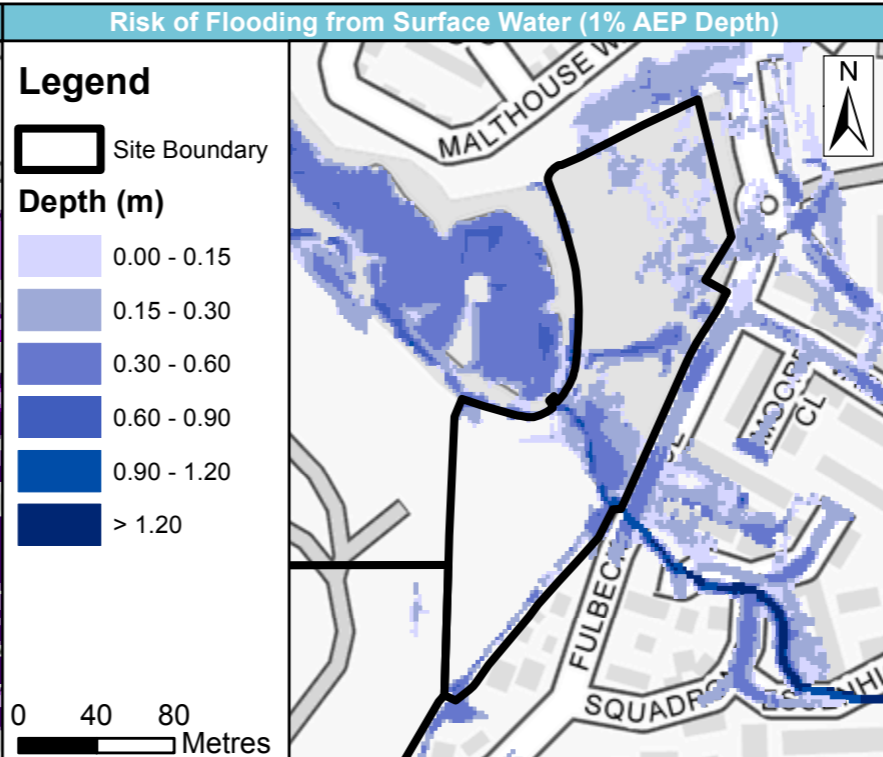 Risk of Flooding from Surface Water (1% AEP Depth)
Legend
Site Boundary
Depth (m)
0.00 - 0.15
0.15 - 0.30
0.30 - 0.60
0.60 - 0.90
0.90 - 1.20
> 1.20
0 40 80
Metres
N
MALTHOUSE W
CL
FULBEC
SQUADRON